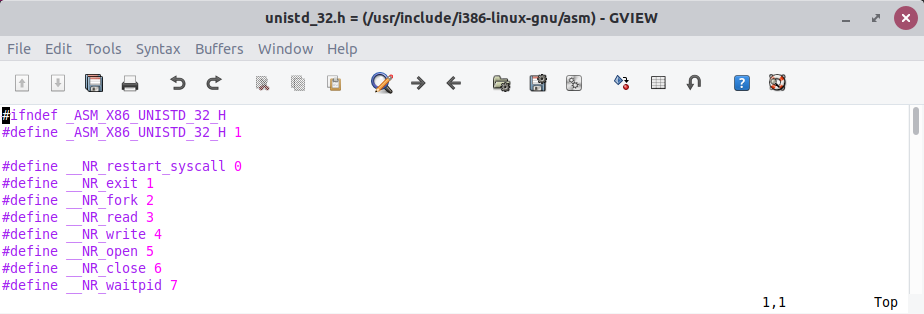 unistd_32.h = (/usr/include/i386-linux-gnu/asm) - GVIEW
File Edit Tools Syntax Buffers Window Help
#ifndef _ASM_X86_UNISTD_32_H
#define _ASM_X86_UNISTD_32_H 1
#define __NR_restart_syscall 0
#define __NR_exit 1
#define __NR_fork 2
#define __NR_read 3
#define __NR_write 4
#define __NR_open 5
#define __NR_close 6
#define __NR_waitpid 7
1,1 Top